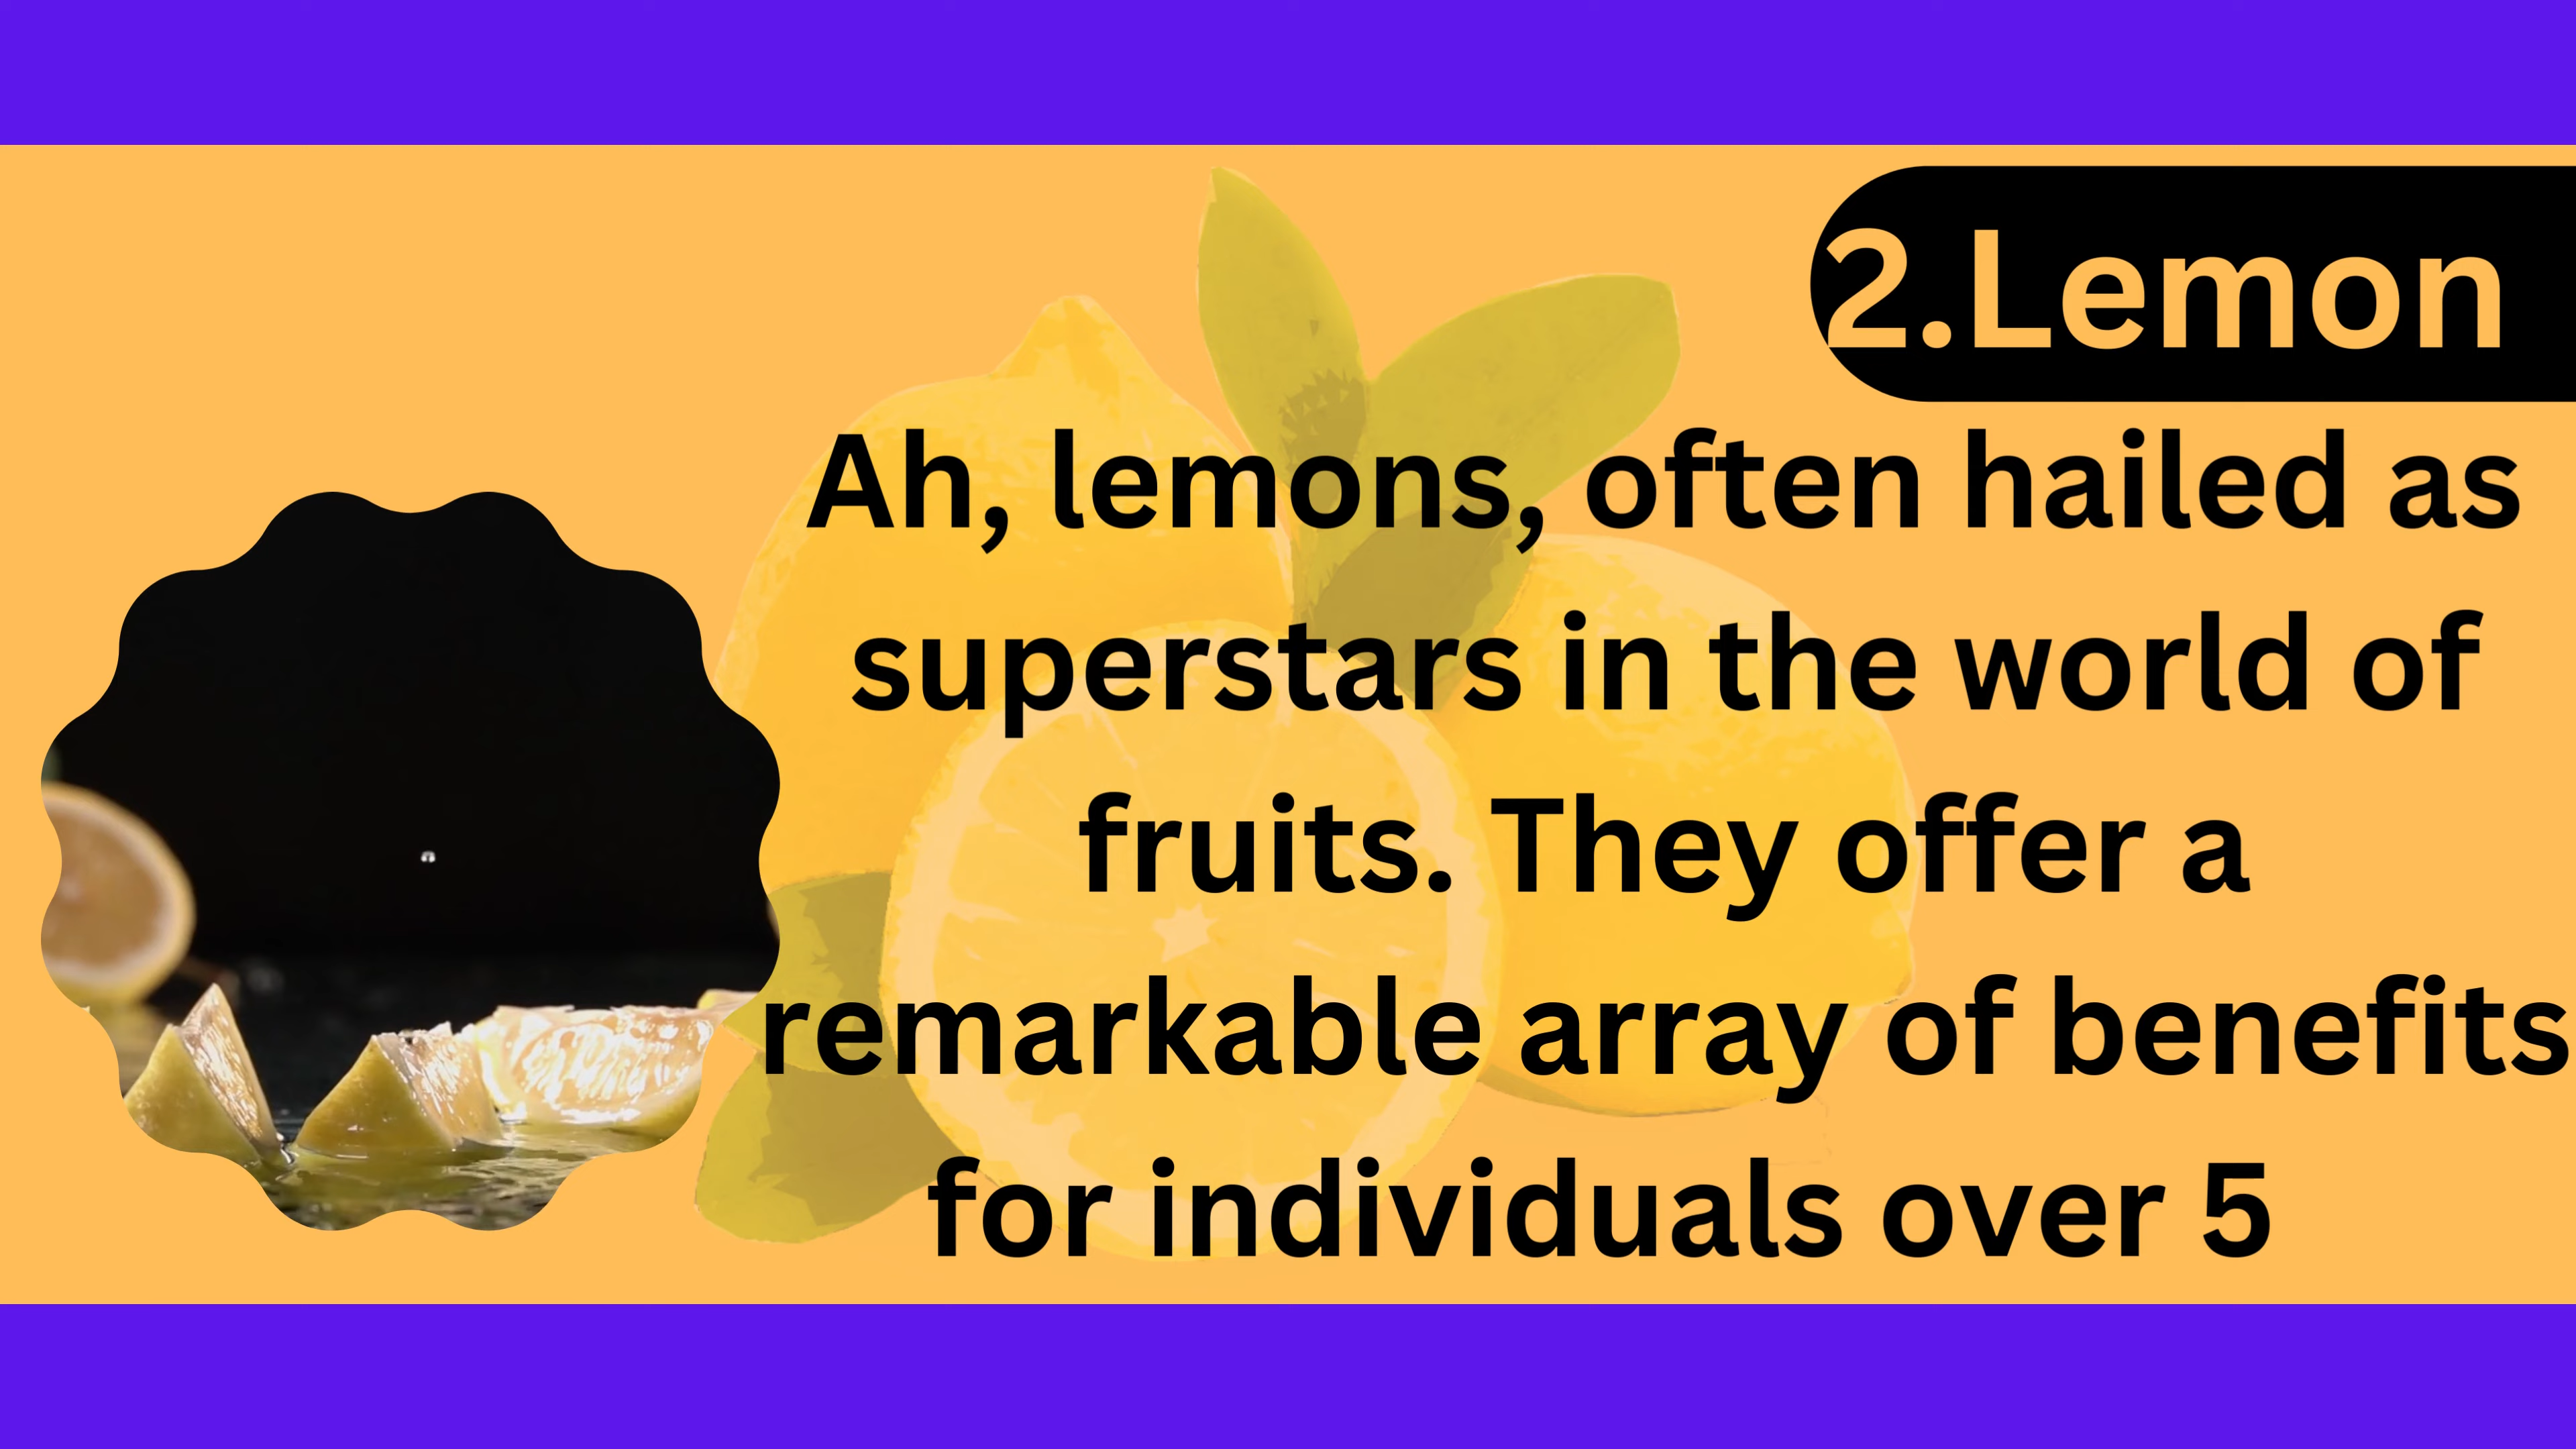 2.Lemon
Ah, lemons, often hailed as
superstars in the world of
fruits. They offer a
remarkable array of benefits
for individuals over 5